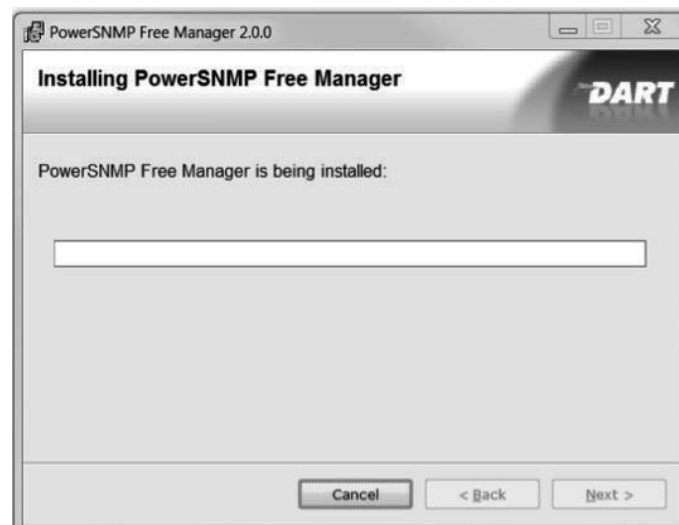 PowerSNMP Free Manager 2.0.0
Installing PowerSNMP Free Manager
DART
PowerSNMP Free Manager is being installed:
Cancel
< Back
Next >